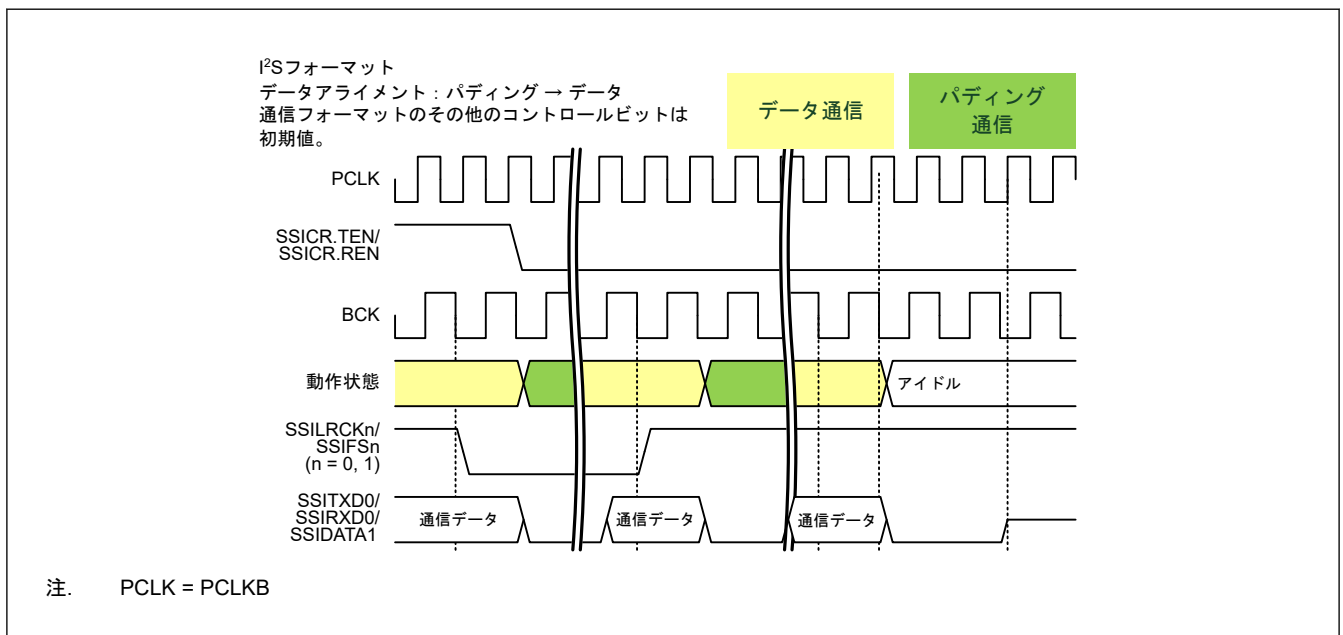 I²Sフォーマット
データアライメント：パディング → データ
通信フォーマットのその他のコントロールビットは
初期値。
データ通信
パディング
通信
PCLK
SSICR.TEN/
SSICR.REN
BCK
動作状態
アイドル
SSILRCKn/
SSIFSn
(n = 0, 1)
SSITXD0/
SSIRXD0/
SSIDATA1
通信データ
通信データ
通信データ
注. PCLK = PCLKB